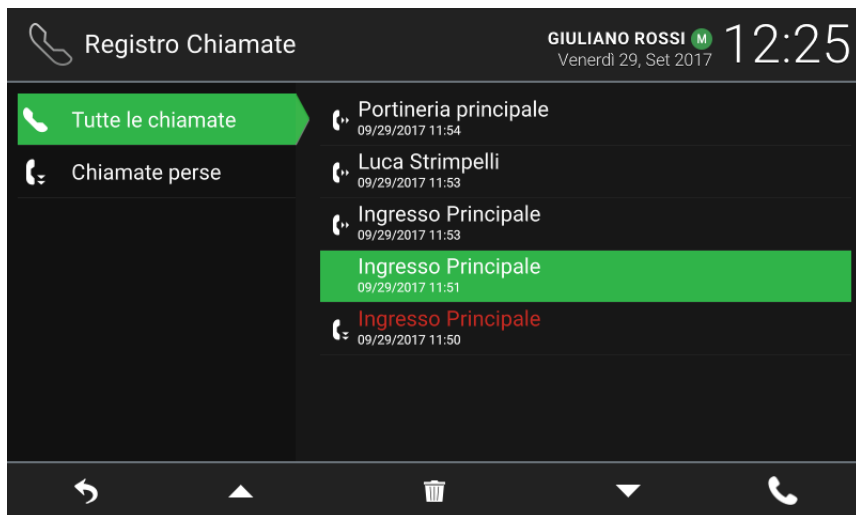 Registro Chiamate
GIULIANO ROSSI M
Venerdì 29, Set 2017
12:25
Tutte le chiamate
Chiamate perse
Portineria principale
09/29/2017 11:54
Luca Strimpelli
09/29/2017 11:53
Ingresso Principale
09/29/2017 11:53
Ingresso Principale
09/29/2017 11:51
Ingresso Principale
09/29/2017 11:50